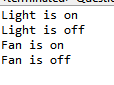 Light is on
Light is off
Fan is on
Fan is off